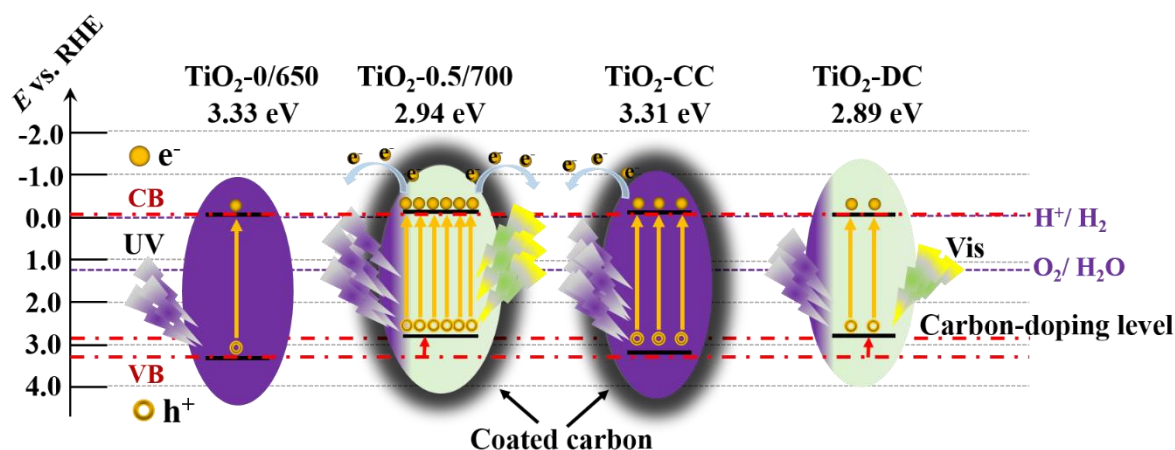 E vs. RHE
TiO₂-0/650
3.33 eV
TiO₂-0.5/700
2.94 eV
TiO₂-CC
3.31 eV
TiO₂-DC
2.89 eV
-2.0
-1.0
0.0
1.0
2.0
3.0
4.0
e⁻
CB
UV
VB
h⁺
e⁻
e⁻
e⁻
e⁻
e⁻
e⁻
e⁻
e⁻
e⁻
H⁺/ H₂
Vis
O₂/ H₂O
Carbon-doping level
Coated carbon